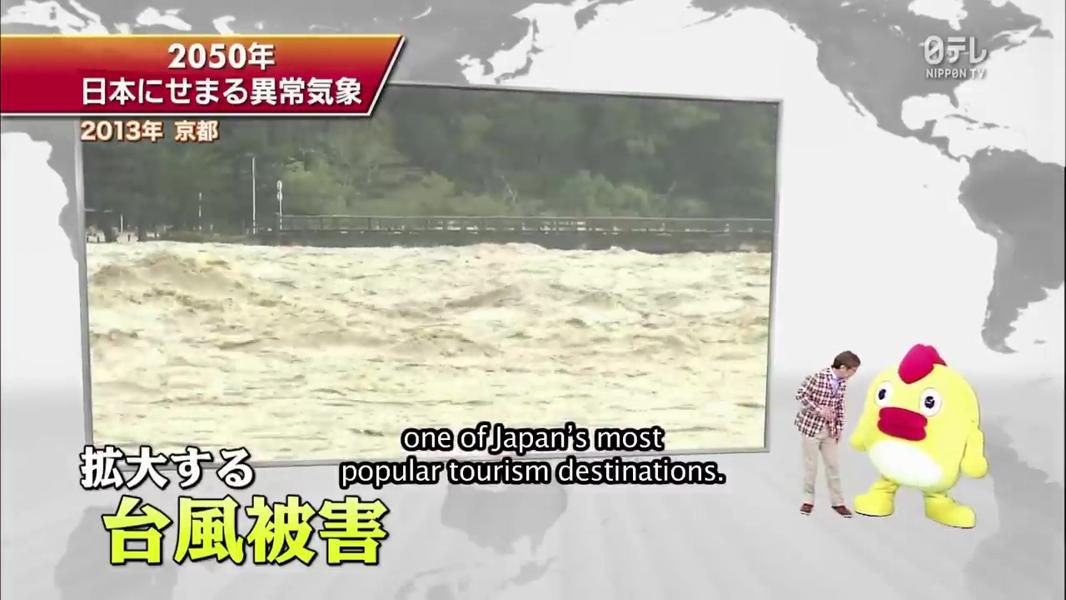 2050年
日本にせまる異常気象
2013年 京都
日テレ
NIPPON TV
one of Japan's most
popular tourism destinations.
拡大する
台風被害